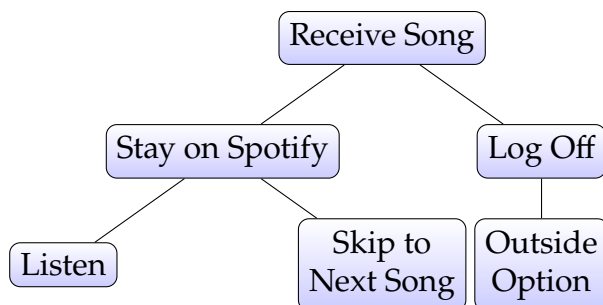 Receive Song
Stay on Spotify
Log Off
Listen
Skip to
Next Song
Outside
Option